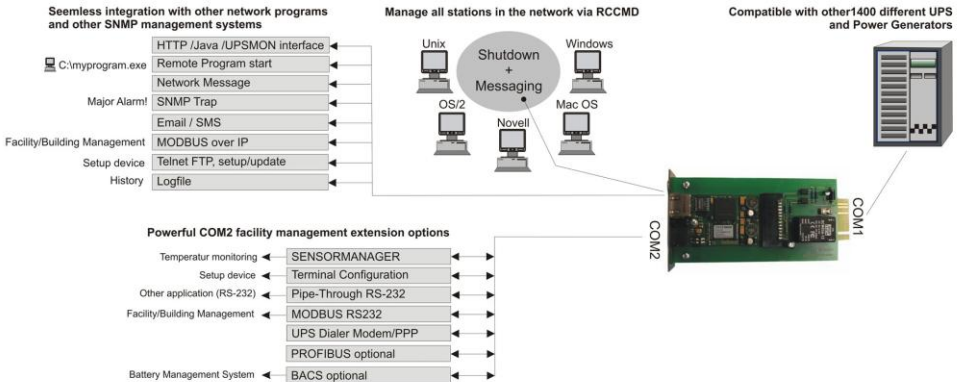 Seemless integration with other network programs
and other SNMP management systems
HTTP /Java /UPSMON interface
C:\myprogram.exe Remote Program start
Network Message
Major Alarm! SNMP Trap
Email / SMS
Facility/Building Management MODBUS over IP
Setup device Telnet FTP, setup/update
History Logfile
Manage all stations in the network via RCCMD
Unix
Shutdown
+
Messaging
Windows
OS/2
Mac OS
Novell
Compatible with other1400 different UPS
and Power Generators
COM2
COM1
Powerful COM2 facility management extension options
Temperatur monitoring SENSORMANAGER
Setup device Terminal Configuration
Other application (RS-232) Pipe-Through RS-232
Facility/Building Management MODBUS RS232
UPS Dialer Modem/PPP
PROFIBUS optional
Battery Management System BACS optional